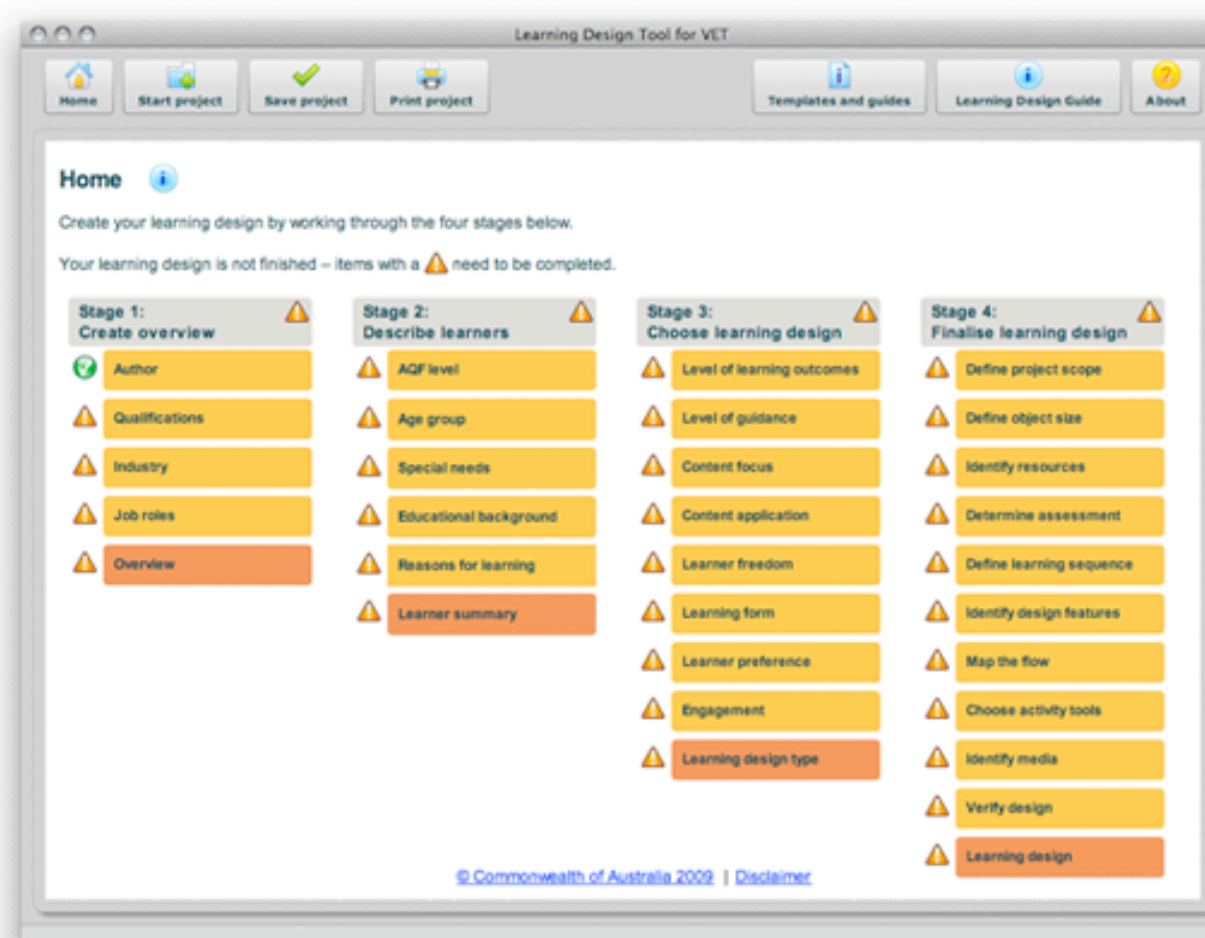 Learning Design Tool for VET
Home
Start project
Save project
Print project
Templates and guides
Learning Design Guide
About
Home
Create your learning design by working through the four stages below.
Your learning design is not finished – items with a need to be completed.
Stage 1:
Create overview
Author
Qualifications
Industry
Job roles
Overview
Stage 2:
Describe learners
AQF level
Age group
Special needs
Educational background
Reasons for learning
Learner summary
Stage 3:
Choose learning design
Level of learning outcomes
Level of guidance
Content focus
Content application
Learner freedom
Learning form
Learner preference
Engagement
Learning design type
Stage 4:
Finalise learning design
Define project scope
Define object size
Identify resources
Determine assessment
Define learning sequence
Identify design features
Map the flow
Choose activity tools
Identify media
Verify design
Learning design
© Commonwealth of Australia 2009 | Disclaimer